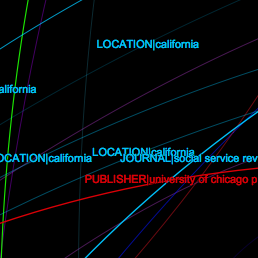 LOCATION|california
alifornia
LOCATION|california
OCATION|california
JOURNAL|social service rev
PUBLISHER|university of chicago p